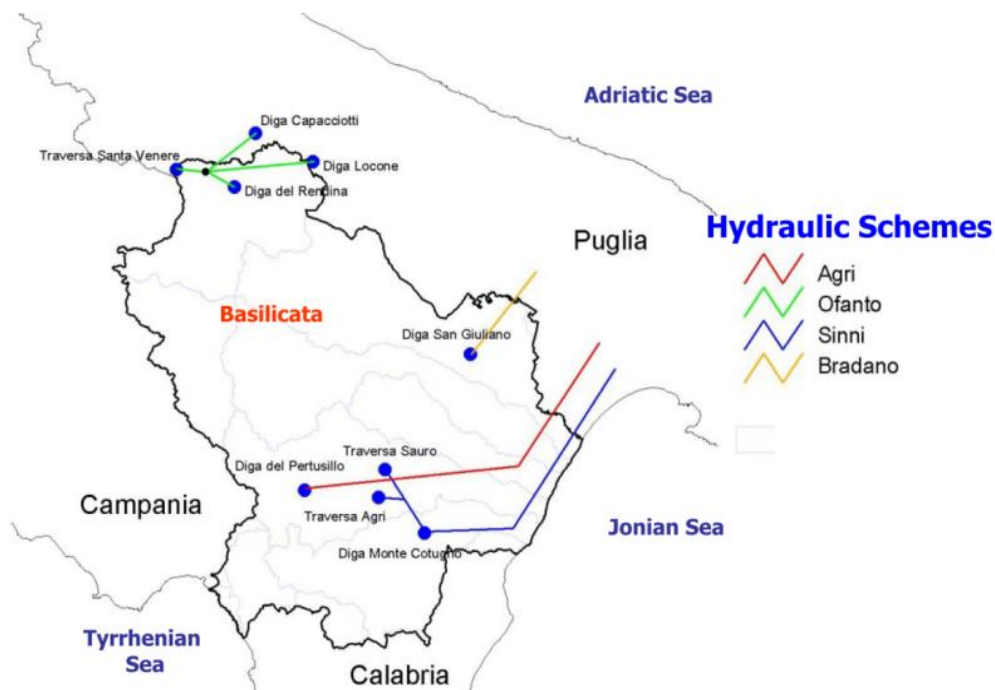 Adriatic Sea
Diga Capacciotti
Traversa Santa Venere
Diga Locone
Diga del Rendina
Puglia
Hydraulic Schemes
Agri
Ofanto
Sinni
Bradano
Basilicata
Diga San Giuliano
Traversa Sauro
Diga del Pertusillo
Campania
Traversa Agri
Jonian Sea
Diga Monte Cotugno
Tyrrhenian
Sea
Calabria